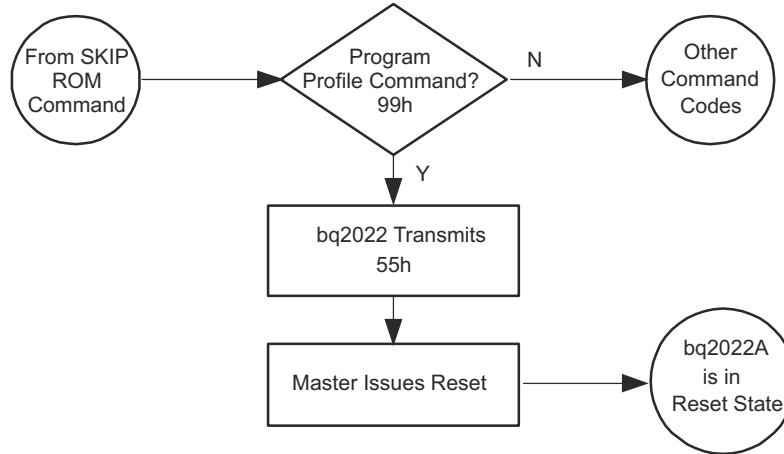 From SKIP
ROM
Command
Program
Profile Command?
99h
N
Other
Command
Codes
Y
bq2022 Transmits
55h
Master Issues Reset
bq2022A
is in
Reset State